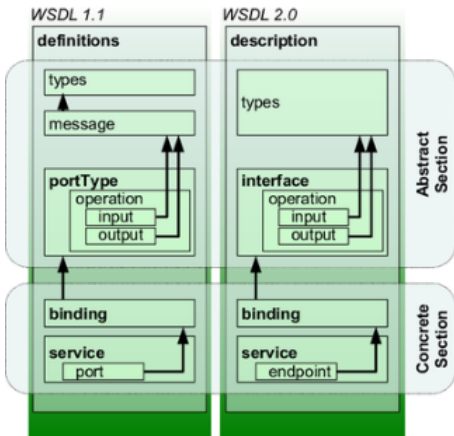 WSDL 1.1
definitions
types
message
portType
operation
input
output
binding
service
port
WSDL 2.0
description
types
interface
operation
input
output
binding
service
endpoint
Abstract
Section
Concrete
Section